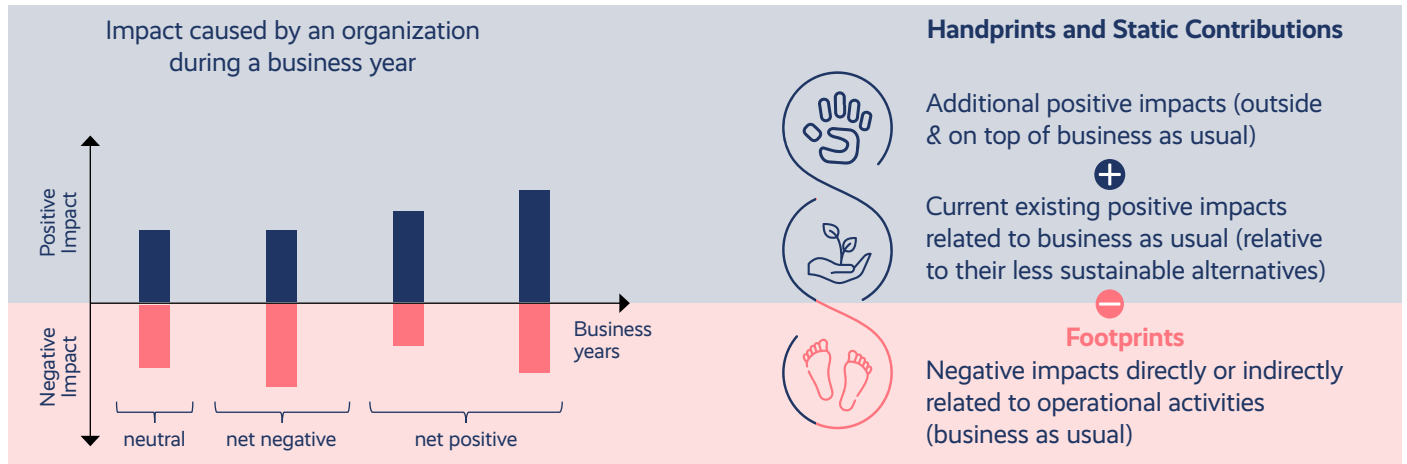 Impact caused by an organization
during a business year
Positive
Impact
Negative
Impact
Business
years
neutral
net negative
net positive
Handprints and Static Contributions
Additional positive impacts (outside
& on top of business as usual)
+
Current existing positive impacts
related to business as usual (relative
to their less sustainable alternatives)
−
Footprints
Negative impacts directly or indirectly
related to operational activities
(business as usual)